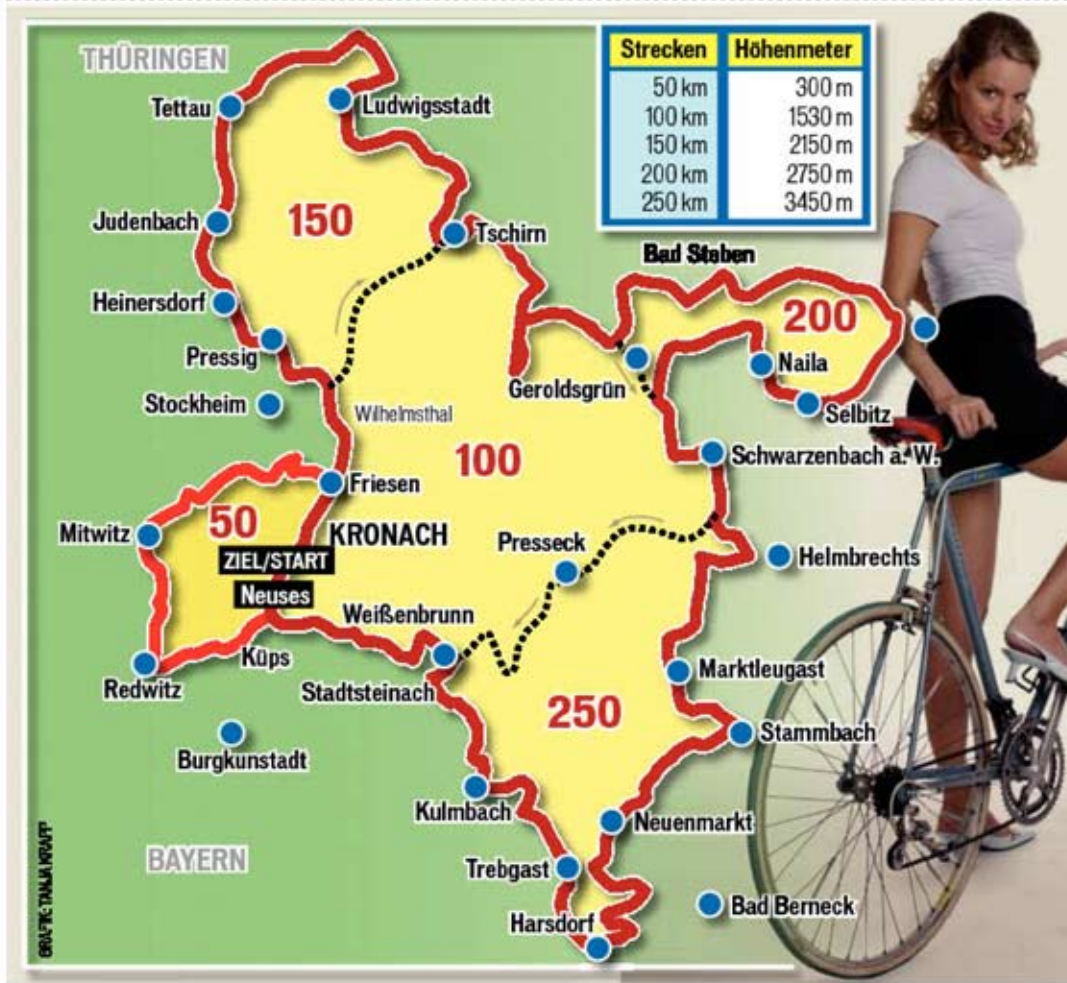 THÜRINGEN
Strecken Höhenmeter
50 km 300 m
100 km 1530 m
150 km 2150 m
200 km 2750 m
250 km 3450 m
Tettau
Ludwigsstadt
Judenbach
150
Tschirn
Bad Steben
Heinersdorf
200
Pressig
Naila
Geroldsgrün
Stockheim
Wilhelmsthal
Selbitz
100
Schwarzenbach a. W.
Friesen
50
Mitwitz
KRONACH
Presseck
Helmbrechts
ZIEL/START
Neuses
Weißenbrunn
Küps
Redwitz
Stadtsteinach
Marktleugast
250
Stammbach
Burgkunstadt
Kulmbach
Neuenmarkt
BAYERN
Trebgast
Bad Berneck
Harsdorf
GRAFIK: TANJA KRAPP